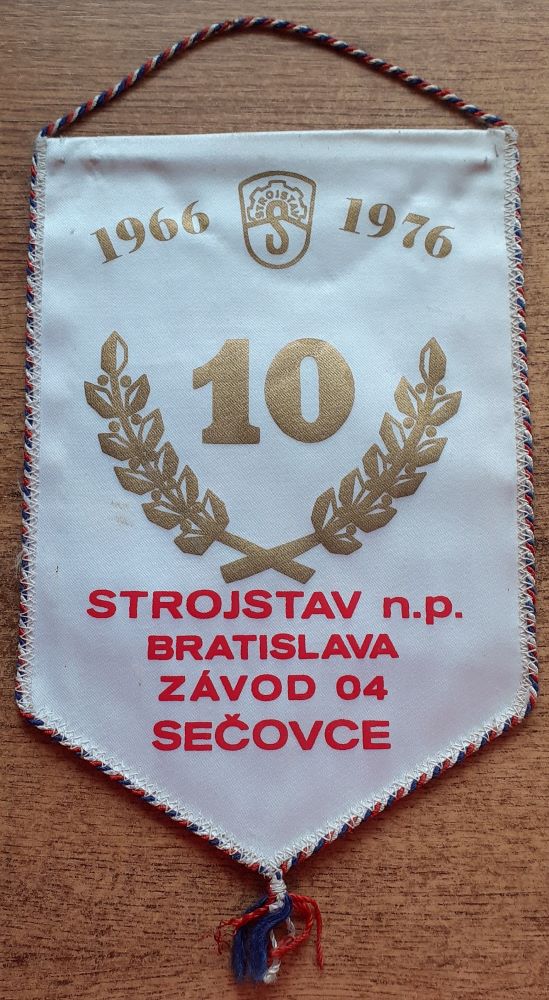 1966 STROJSTAV S 1976
10
STROJSTAV n.p.
BRATISLAVA
ZÁVOD 04
SEČOVCE